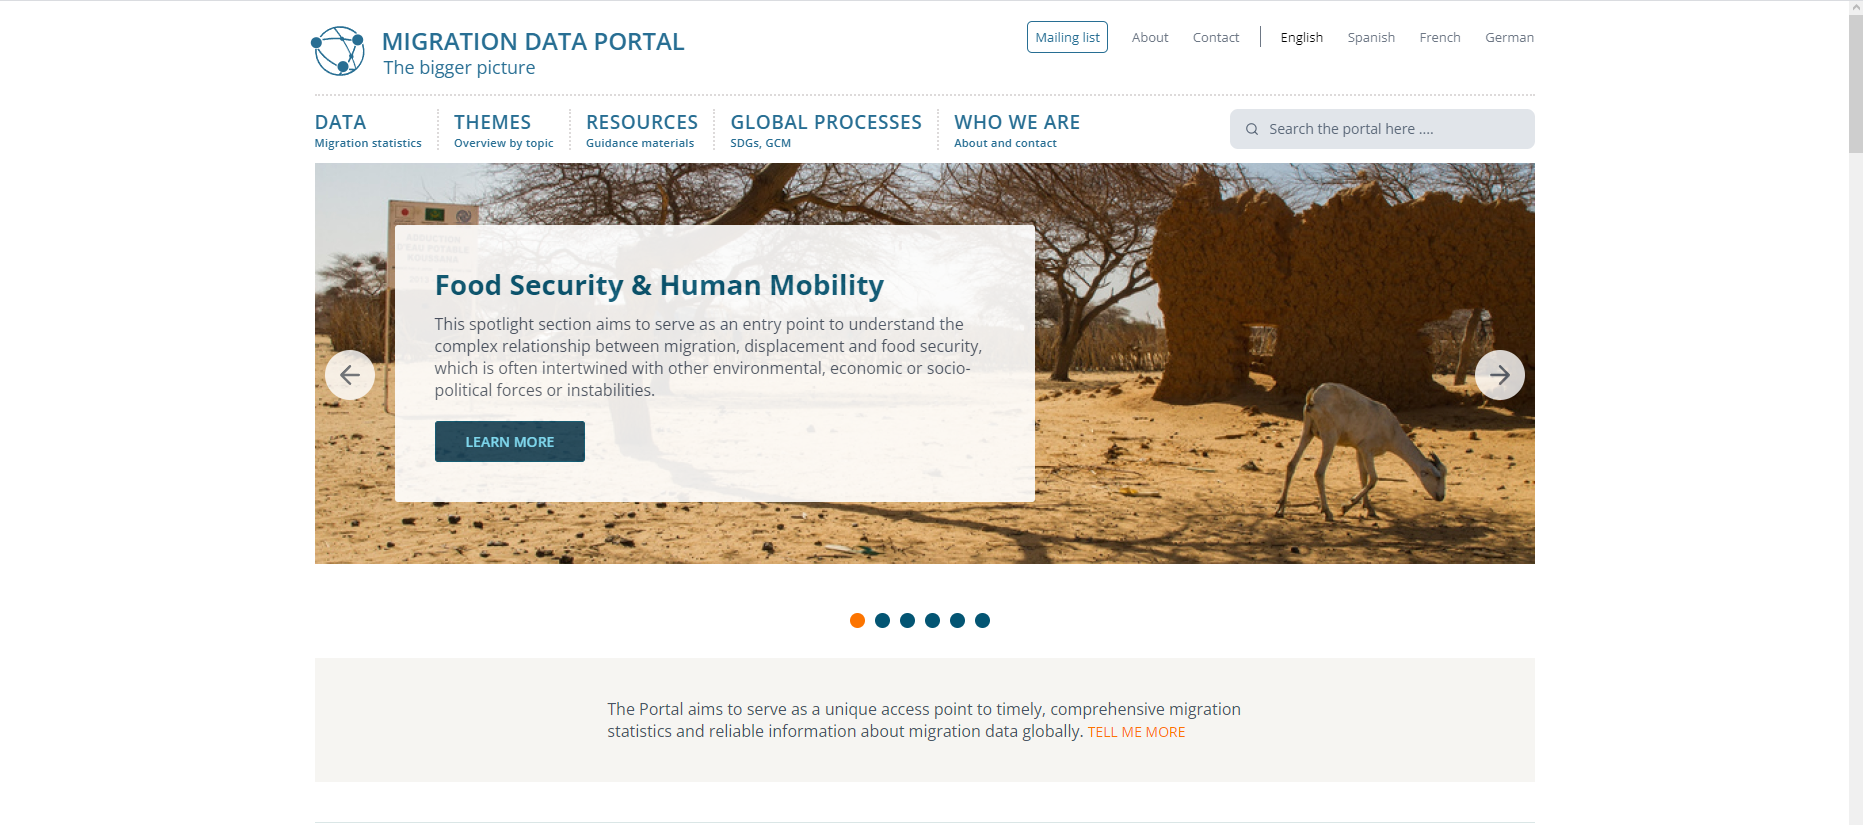 MIGRATION DATA PORTAL
The bigger picture
Mailing list
About
Contact
English
Spanish
French
German
DATA
Migration statistics
THEMES
Overview by topic
RESOURCES
Guidance materials
GLOBAL PROCESSES
SDGs, GCM
WHO WE ARE
About and contact
Search the portal here ....
Food Security & Human Mobility
This spotlight section aims to serve as an entry point to understand the
complex relationship between migration, displacement and food security,
which is often intertwined with other environmental, economic or socio-
political forces or instabilities.
LEARN MORE
The Portal aims to serve as a unique access point to timely, comprehensive migration
statistics and reliable information about migration data globally. TELL ME MORE